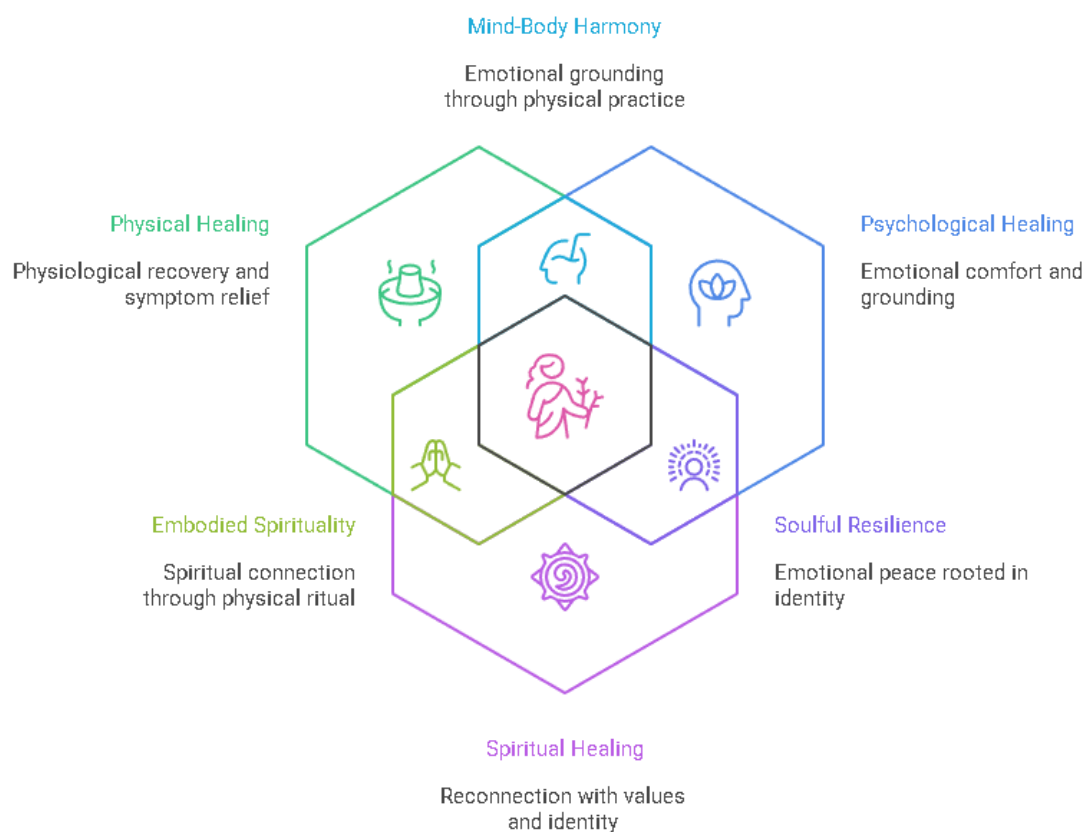 Mind-Body Harmony
Emotional grounding
through physical practice
Physical Healing
Physiological recovery and
symptom relief
Psychological Healing
Emotional comfort and
grounding
Embodied Spirituality
Spiritual connection
through physical ritual
Soulful Resilience
Emotional peace rooted in
identity
Spiritual Healing
Reconnection with values
and identity